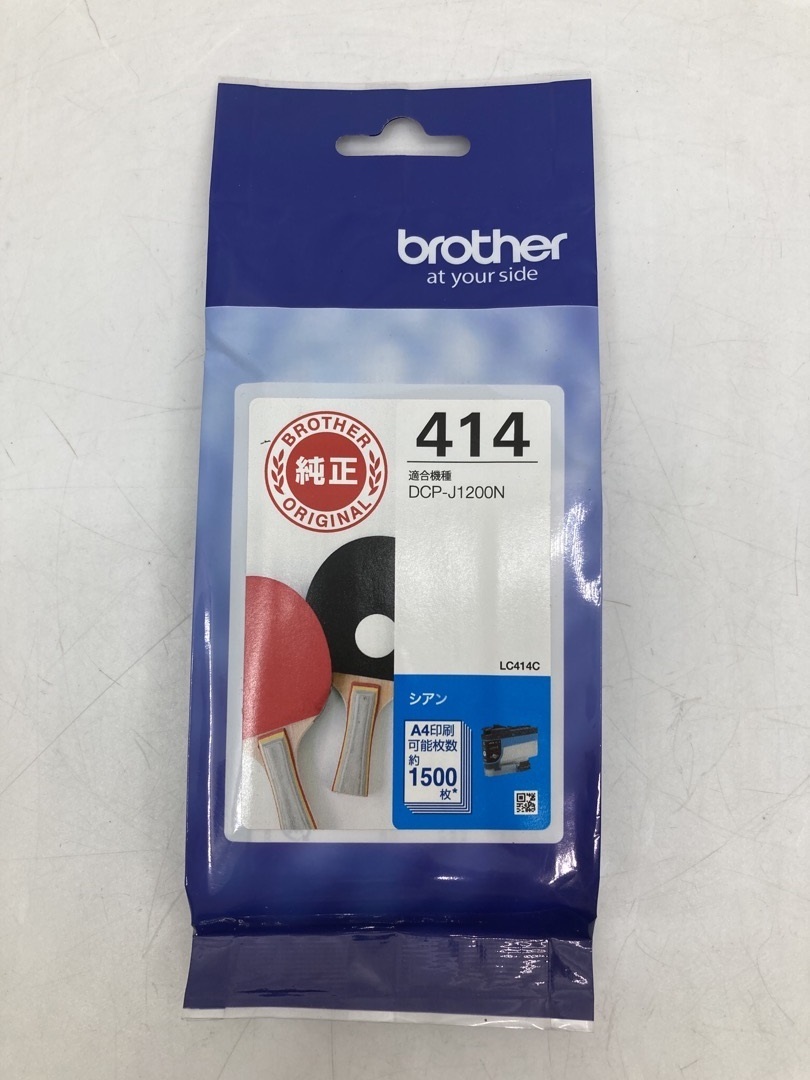 brother
at your side
BROTHER
純正
ORIGINAL
414
適合機種
DCP-J1200N
LC414C
シアン
A4印刷
可能枚数
約
1500
枚*